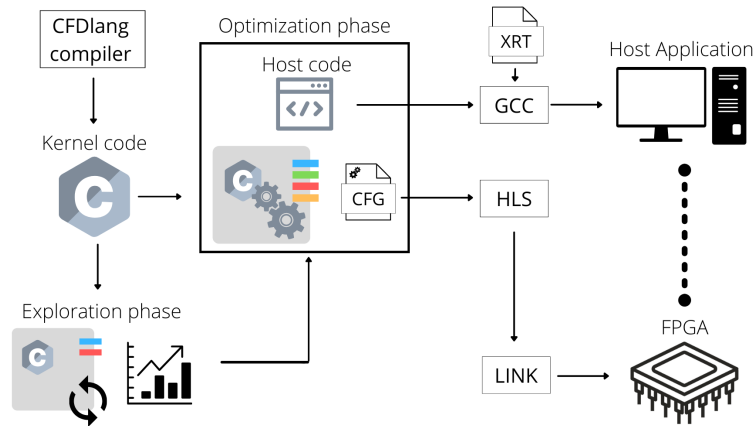 CFDlang
compiler
Optimization phase
XRT
Host Application
Host code
</>
GCC
Kernel code
C
C
CFG
HLS
Exploration phase
C
FPGA
LINK